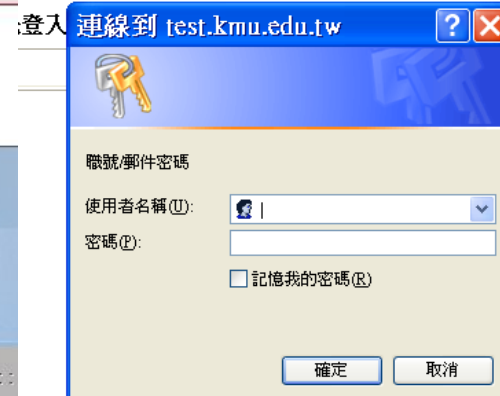 登入
連線到 test.kmu.edu.tw
職號/郵件密碼
使用者名稱(U):
密碼(P):
記憶我的密碼(R)
確定
取消